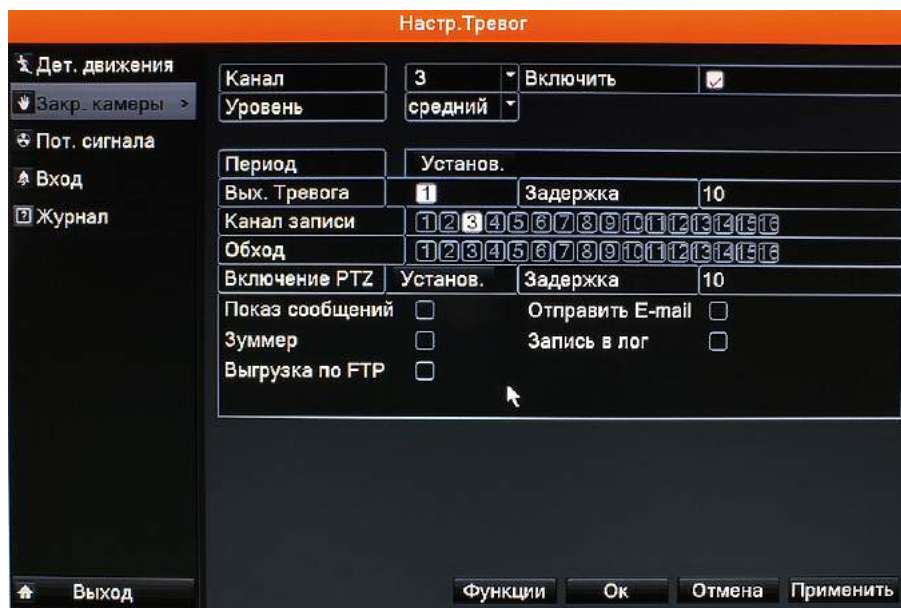 Настр.Тревог
Дет. движения
Закр. камеры >
Пот. сигнала
Вход
Журнал
Выход
Канал 3 Включить
Уровень средний
Период Установ.
Вых. Тревога 1 Задержка 10
Канал записи 1 2 3 4 5 6 7 8 9 10 11 12 13 14 15 16
Обход 1 2 3 4 5 6 7 8 9 10 11 12 13 14 15 16
Включение PTZ Установ. Задержка 10
Показ сообщений Отправить E-mail
Зуммер Запись в лог
Выгрузка по FTP
Функции Ок Отмена Применить